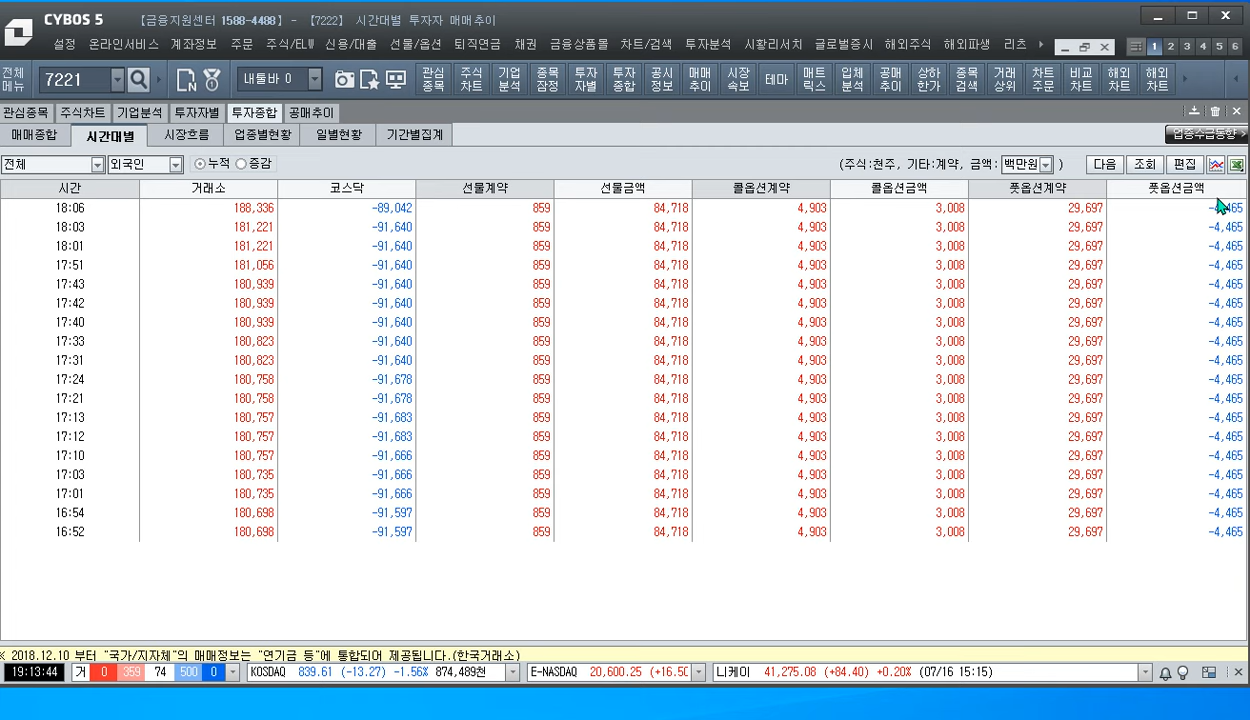 CYBOS 5 【금융지원센터 1588-4488】 - 【7222】 시간대별 투자자 매매추이
설정 온라인서비스 계좌정보 주문 주식/ELW 신용/대출 선물/옵션 퇴직연금 채권 금융상품몰 차트/검색 투자분석 시황리서치 글로벌증시 해외주식 해외파생 리츠 1 2 3 4 5 6
전체메뉴 7221 내툴바 0 관심종목 주식차트 기업분석 종목잠정 투자자별 투자종합 공시정보 매매추이 시장속보 테마 매트릭스 입체분석 공매추이 상하한가 종목검색 거래상위 차트주문 비교차트 해외차트 해외차트
관심종목 주식차트 기업분석 투자자별 투자종합 공매추이
매매종합 시간대별 시장흐름 업종별현황 일별현황 기간별집계 업종수급동향 >
전체 외국인 누적 증감 (주식:천주, 기타:계약, 금액: 백만원 ) 다음 조회 편집
시간 거래소 코스닥 선물계약 선물금액 콜옵션계약 콜옵션금액 풋옵션계약 풋옵션금액
18:06 188,336 -89,042 859 84,718 4,903 3,008 29,697 -4,465
18:03 181,221 -91,640 859 84,718 4,903 3,008 29,697 -4,465
18:01 181,221 -91,640 859 84,718 4,903 3,008 29,697 -4,465
17:51 181,056 -91,640 859 84,718 4,903 3,008 29,697 -4,465
17:43 180,939 -91,640 859 84,718 4,903 3,008 29,697 -4,465
17:42 180,939 -91,640 859 84,718 4,903 3,008 29,697 -4,465
17:40 180,939 -91,640 859 84,718 4,903 3,008 29,697 -4,465
17:33 180,823 -91,640 859 84,718 4,903 3,008 29,697 -4,465
17:31 180,823 -91,640 859 84,718 4,903 3,008 29,697 -4,465
17:24 180,758 -91,678 859 84,718 4,903 3,008 29,697 -4,465
17:21 180,758 -91,678 859 84,718 4,903 3,008 29,697 -4,465
17:13 180,757 -91,683 859 84,718 4,903 3,008 29,697 -4,465
17:12 180,757 -91,683 859 84,718 4,903 3,008 29,697 -4,465
17:10 180,757 -91,666 859 84,718 4,903 3,008 29,697 -4,465
17:03 180,735 -91,666 859 84,718 4,903 3,008 29,697 -4,465
17:01 180,735 -91,666 859 84,718 4,903 3,008 29,697 -4,465
16:54 180,698 -91,597 859 84,718 4,903 3,008 29,697 -4,465
16:52 180,698 -91,597 859 84,718 4,903 3,008 29,697 -4,465
※ 2018.12.10 부터 "국가/지자체"의 매매정보는 "연기금 등"에 통합되어 제공됩니다.(한국거래소)
19:13:44 거 0 359 74 500 0 KOSDAQ 839.61 (-13.27) -1.56% 874,489천 E-NASDAQ 20,600.25 (+16.50 니케이 41,275.08 (+84.40) +0.20% (07/16 15:15)